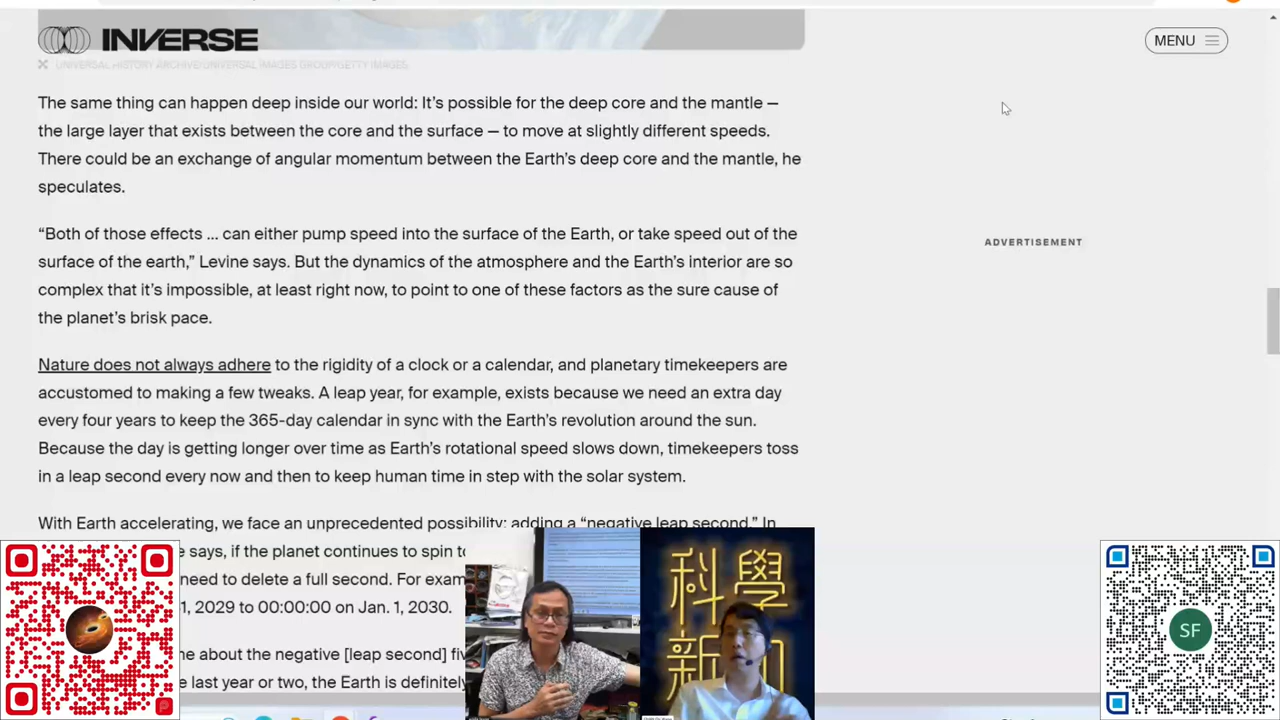 INVERSE
MENU
UNIVERSAL HISTORY ARCHIVE/UNIVERSAL IMAGES GROUP/GETTY IMAGES
The same thing can happen deep inside our world: It’s possible for the deep core and the mantle —
the large layer that exists between the core and the surface — to move at slightly different speeds.
There could be an exchange of angular momentum between the Earth’s deep core and the mantle, he
speculates.
ADVERTISEMENT
“Both of those effects ... can either pump speed into the surface of the Earth, or take speed out of the
surface of the earth,” Levine says. But the dynamics of the atmosphere and the Earth’s interior are so
complex that it’s impossible, at least right now, to point to one of these factors as the sure cause of
the planet’s brisk pace.
Nature does not always adhere to the rigidity of a clock or a calendar, and planetary timekeepers are
accustomed to making a few tweaks. A leap year, for example, exists because we need an extra day
every four years to keep the 365-day calendar in sync with the Earth’s revolution around the sun.
Because the day is getting longer over time as Earth’s rotational speed slows down, timekeepers toss
in a leap second every now and then to keep human time in step with the solar system.
With Earth accelerating, we face an unprecedented possibility: adding a “negative leap second.” In
says, if the planet continues to spin
need to delete a full second. For exam
1, 2029 to 00:00:00 on Jan. 1, 2030.
me about the negative [leap second]
last year or two, the Earth is definitely
科學
新知
SF